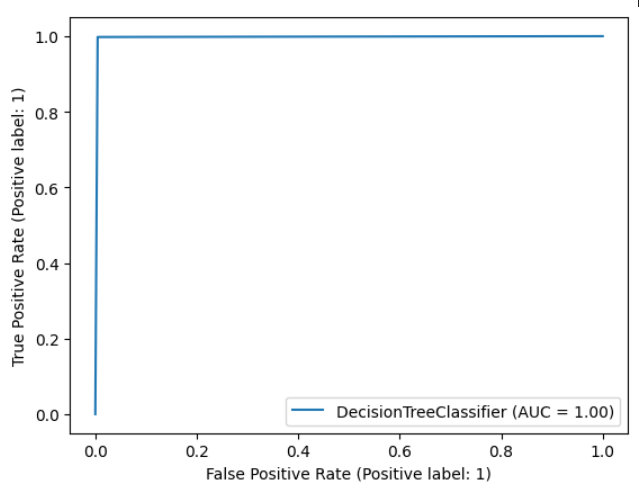 1.0
0.8
0.6
0.4
0.2
0.0
True Positive Rate (Positive label: 1)
DecisionTreeClassifier (AUC = 1.00)
0.0 0.2 0.4 0.6 0.8 1.0
False Positive Rate (Positive label: 1)